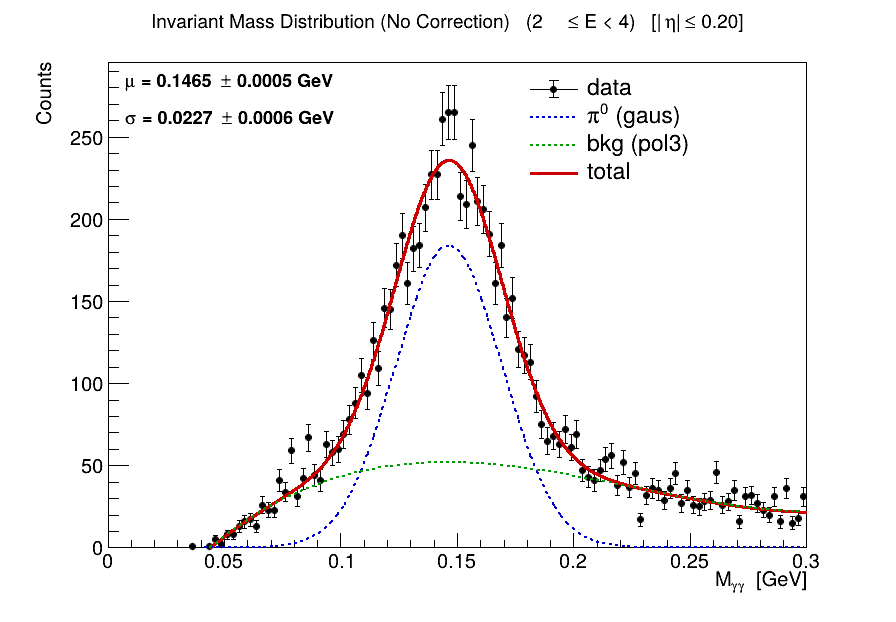 Invariant Mass Distribution (No Correction) (2 ≤ E < 4) [|η| ≤ 0.20]
μ = 0.1465 ± 0.0005 GeV
σ = 0.0227 ± 0.0006 GeV
data
π⁰ (gaus)
bkg (pol3)
total
Counts
250
200
150
100
50
0
0 0.05 0.1 0.15 0.2 0.25 0.3
Mγγ [GeV]